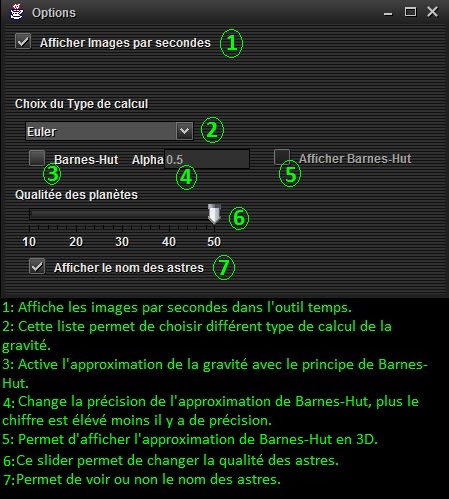 Options
Afficher Images par secondes 1
Choix du Type de calcul
Euler 2
Barnes-Hut Alpha 0.5 Afficher Barnes-Hut
3 4 5
Qualitée des planètes
6
10 20 30 40 50
Afficher le nom des astres 7
1: Affiche les images par secondes dans l'outil temps.
2: Cette liste permet de choisir différent type de calcul de la
gravité.
3: Active l'approximation de la gravité avec le principe de Barnes-
Hut.
4: Change la précision de l'approximation de Barnes-Hut, plus le
chiffre est élévé moins il y a de précision.
5: Permet d'afficher l'approximation de Barnes-Hut en 3D.
6:Ce slider permet de changer la qualité des astres.
7:Permet de voir ou non le nom des astres.